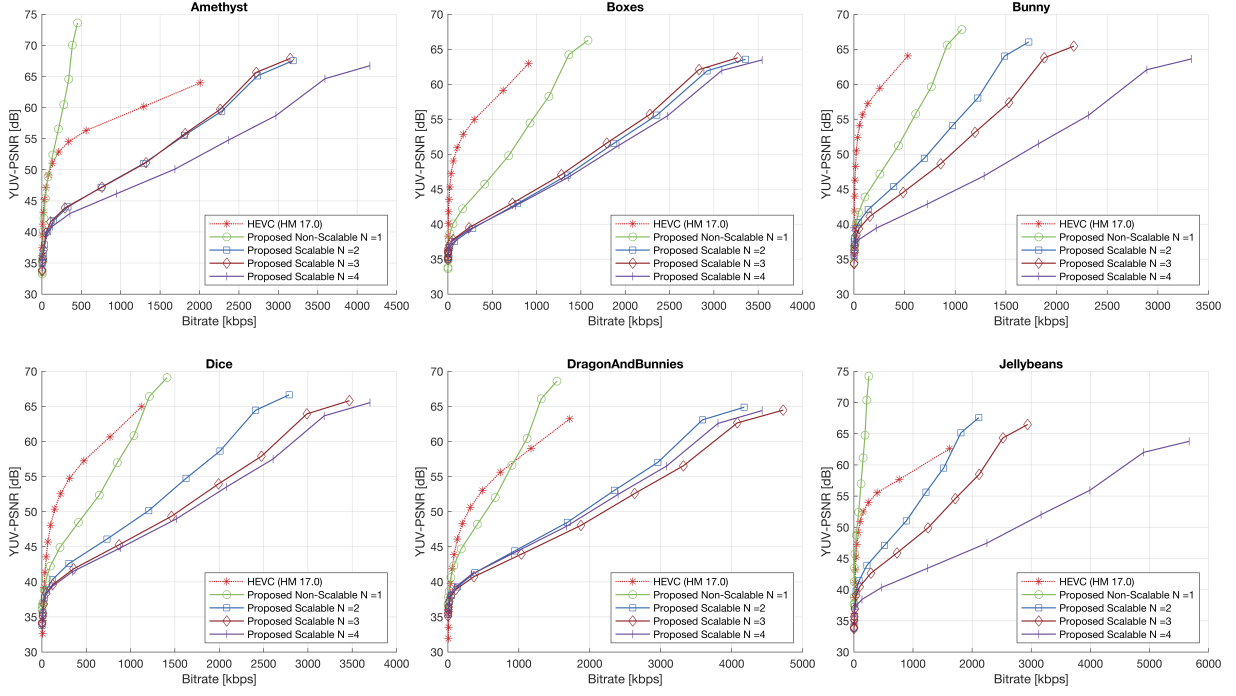 Amethyst
YUV-PSNR [dB]
75
70
65
60
55
50
45
40
35
30
0 500 1000 1500 2000 2500 3000 3500 4000 4500
Bitrate [kbps]
HEVC (HM 17.0)
Proposed Non-Scalable N =1
Proposed Scalable N =2
Proposed Scalable N =3
Proposed Scalable N =4
Boxes
YUV-PSNR [dB]
70
65
60
55
50
45
40
35
30
0 500 1000 1500 2000 2500 3000 3500 4000
Bitrate [kbps]
HEVC (HM 17.0)
Proposed Non-Scalable N =1
Proposed Scalable N =2
Proposed Scalable N =3
Proposed Scalable N =4
Bunny
YUV-PSNR [dB]
70
65
60
55
50
45
40
35
30
0 500 1000 1500 2000 2500 3000 3500
Bitrate [kbps]
HEVC (HM 17.0)
Proposed Non-Scalable N =1
Proposed Scalable N =2
Proposed Scalable N =3
Proposed Scalable N =4
Dice
YUV-PSNR [dB]
70
65
60
55
50
45
40
35
30
0 500 1000 1500 2000 2500 3000 3500 4000
Bitrate [kbps]
HEVC (HM 17.0)
Proposed Non-Scalable N =1
Proposed Scalable N =2
Proposed Scalable N =3
Proposed Scalable N =4
DragonAndBunnies
YUV-PSNR [dB]
70
65
60
55
50
45
40
35
30
0 1000 2000 3000 4000 5000
Bitrate [kbps]
HEVC (HM 17.0)
Proposed Non-Scalable N =1
Proposed Scalable N =2
Proposed Scalable N =3
Proposed Scalable N =4
Jellybeans
YUV-PSNR [dB]
75
70
65
60
55
50
45
40
35
30
0 1000 2000 3000 4000 5000 6000
Bitrate [kbps]
HEVC (HM 17.0)
Proposed Non-Scalable N =1
Proposed Scalable N =2
Proposed Scalable N =3
Proposed Scalable N =4